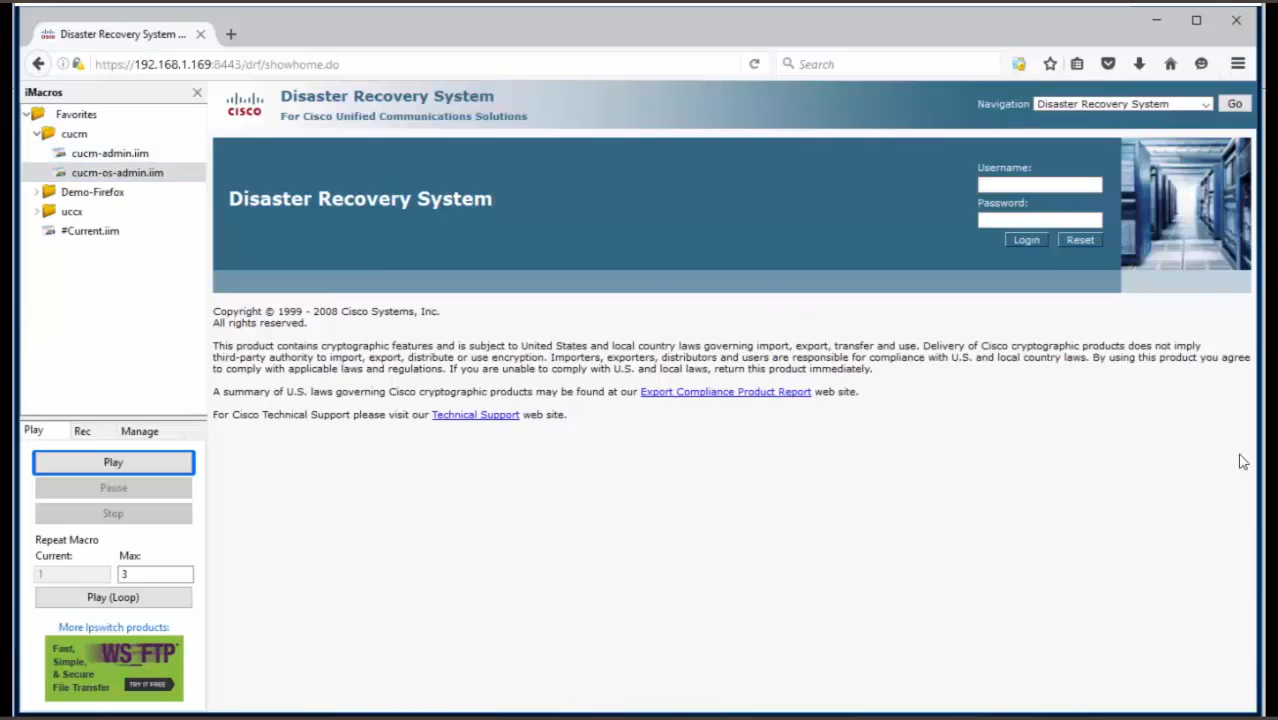 Disaster Recovery System ...
https://192.168.1.169:8443/drf/showhome.do
Search
iMacros
Favorites
cucm
cucm-admin.iim
cucm-os-admin.iim
Demo-Firefox
uccx
#Current.iim
Play
Rec
Manage
Play
Pause
Stop
Repeat Macro
Current:
Max:
1
3
Play (Loop)
More Ipswitch products:
Fast,
Simple,
& Secure
File Transfer
WS_FTP
TRY IT FREE
CISCO
Disaster Recovery System
For Cisco Unified Communications Solutions
Navigation
Disaster Recovery System
Go
Disaster Recovery System
Username:
Password:
Login
Reset
Copyright © 1999 - 2008 Cisco Systems, Inc.
All rights reserved.
This product contains cryptographic features and is subject to United States and local country laws governing import, export, transfer and use. Delivery of Cisco cryptographic products does not imply
third-party authority to import, export, distribute or use encryption. Importers, exporters, distributors and users are responsible for compliance with U.S. and local country laws. By using this product you agree
to comply with applicable laws and regulations. If you are unable to comply with U.S. and local laws, return this product immediately.
A summary of U.S. laws governing Cisco cryptographic products may be found at our Export Compliance Product Report web site.
For Cisco Technical Support please visit our Technical Support web site.